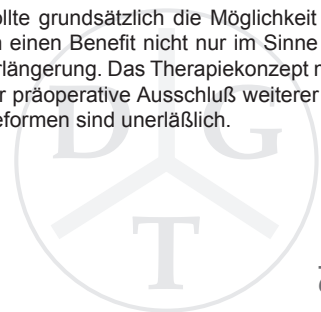 ollte grundsätzlich die Möglichkeit
einen Benefit nicht nur im Sinne
rlängerung. Das Therapiekonzept
r präoperative Ausschluß weiterer
eformen sind unerläßlich.
D G
T